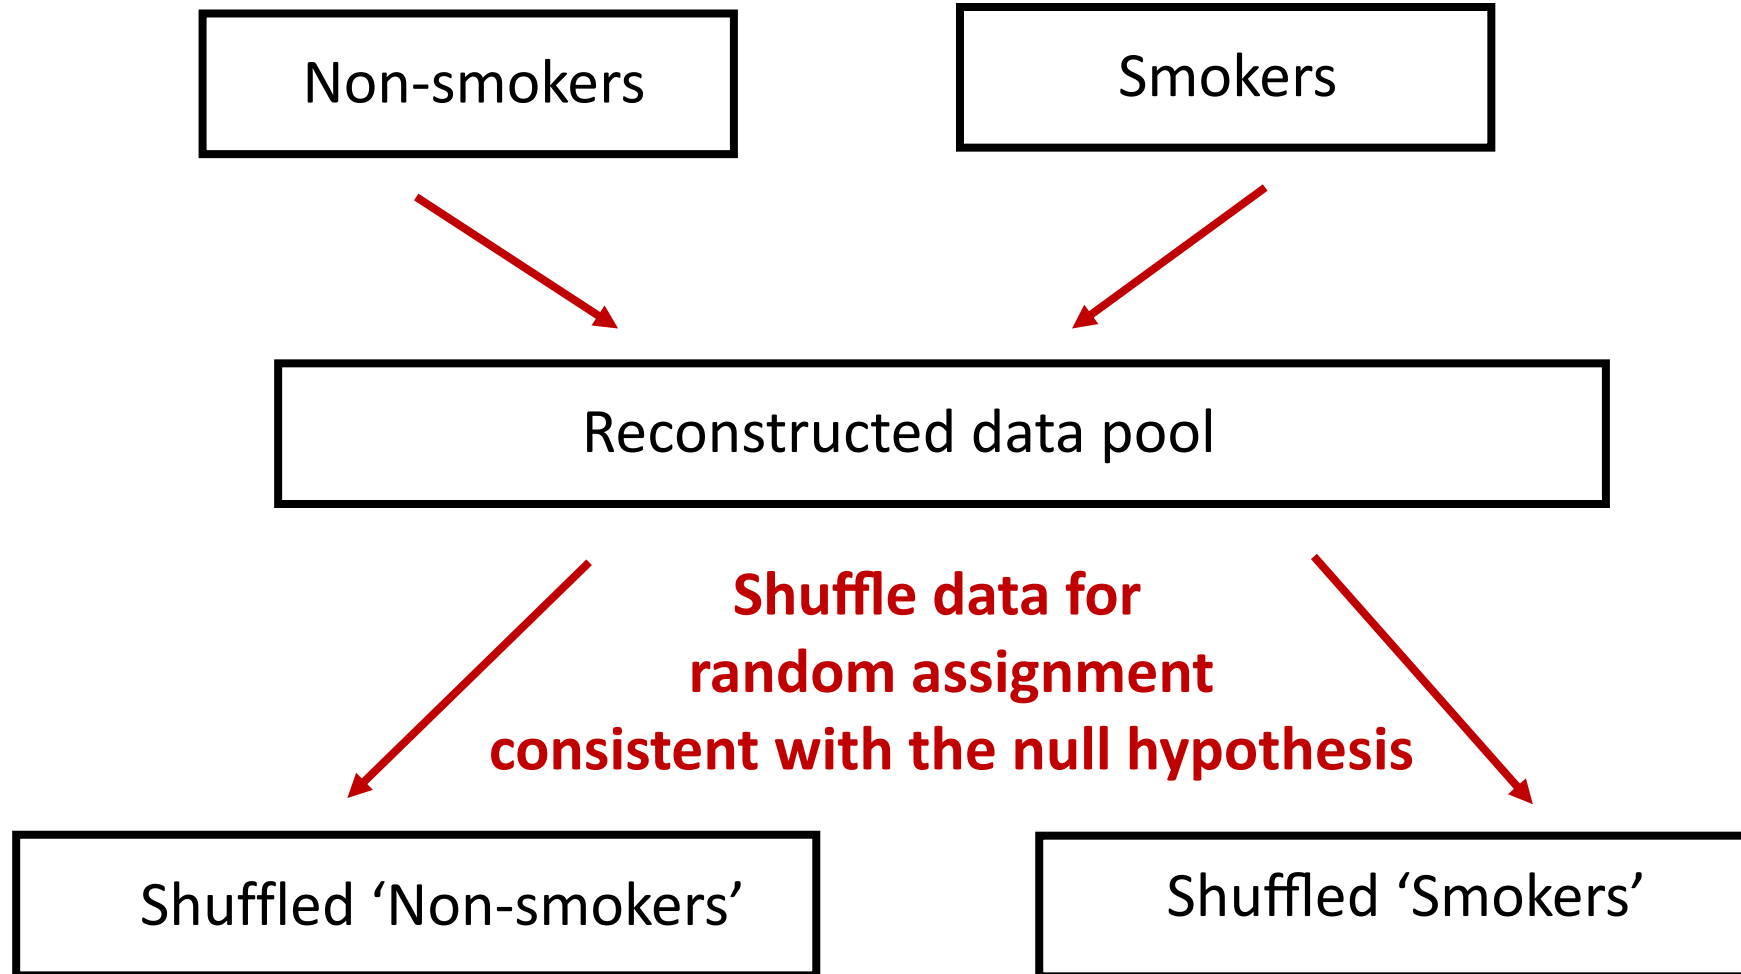 Non-smokers
Smokers
Reconstructed data pool
Shuffle data for
random assignment
consistent with the null hypothesis
Shuffled ‘Non-smokers’
Shuffled ‘Smokers’